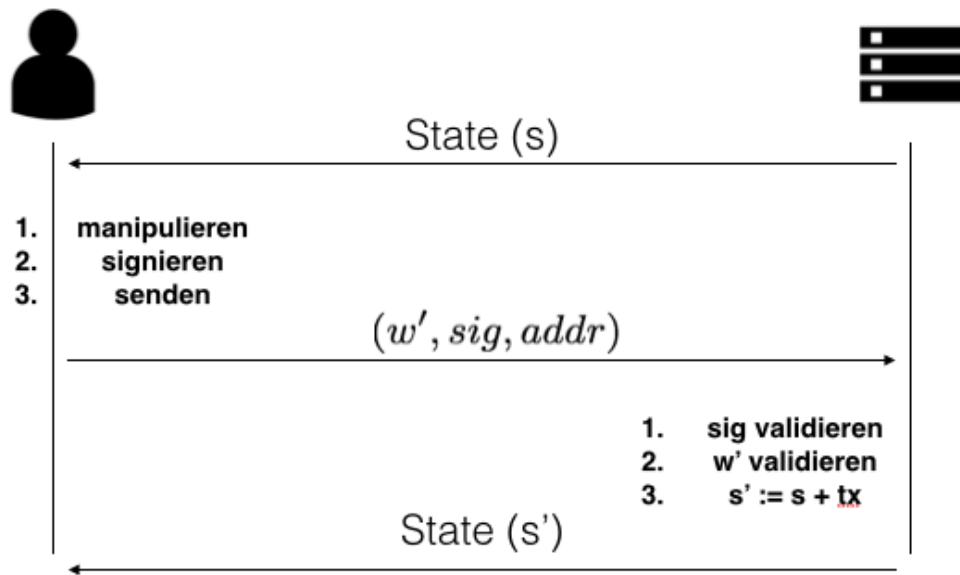 State (s)
1. manipulieren
2. signieren
3. senden
(w′, sig, addr)
1. sig validieren
2. w’ validieren
3. s’ := s + tx
State (s’)